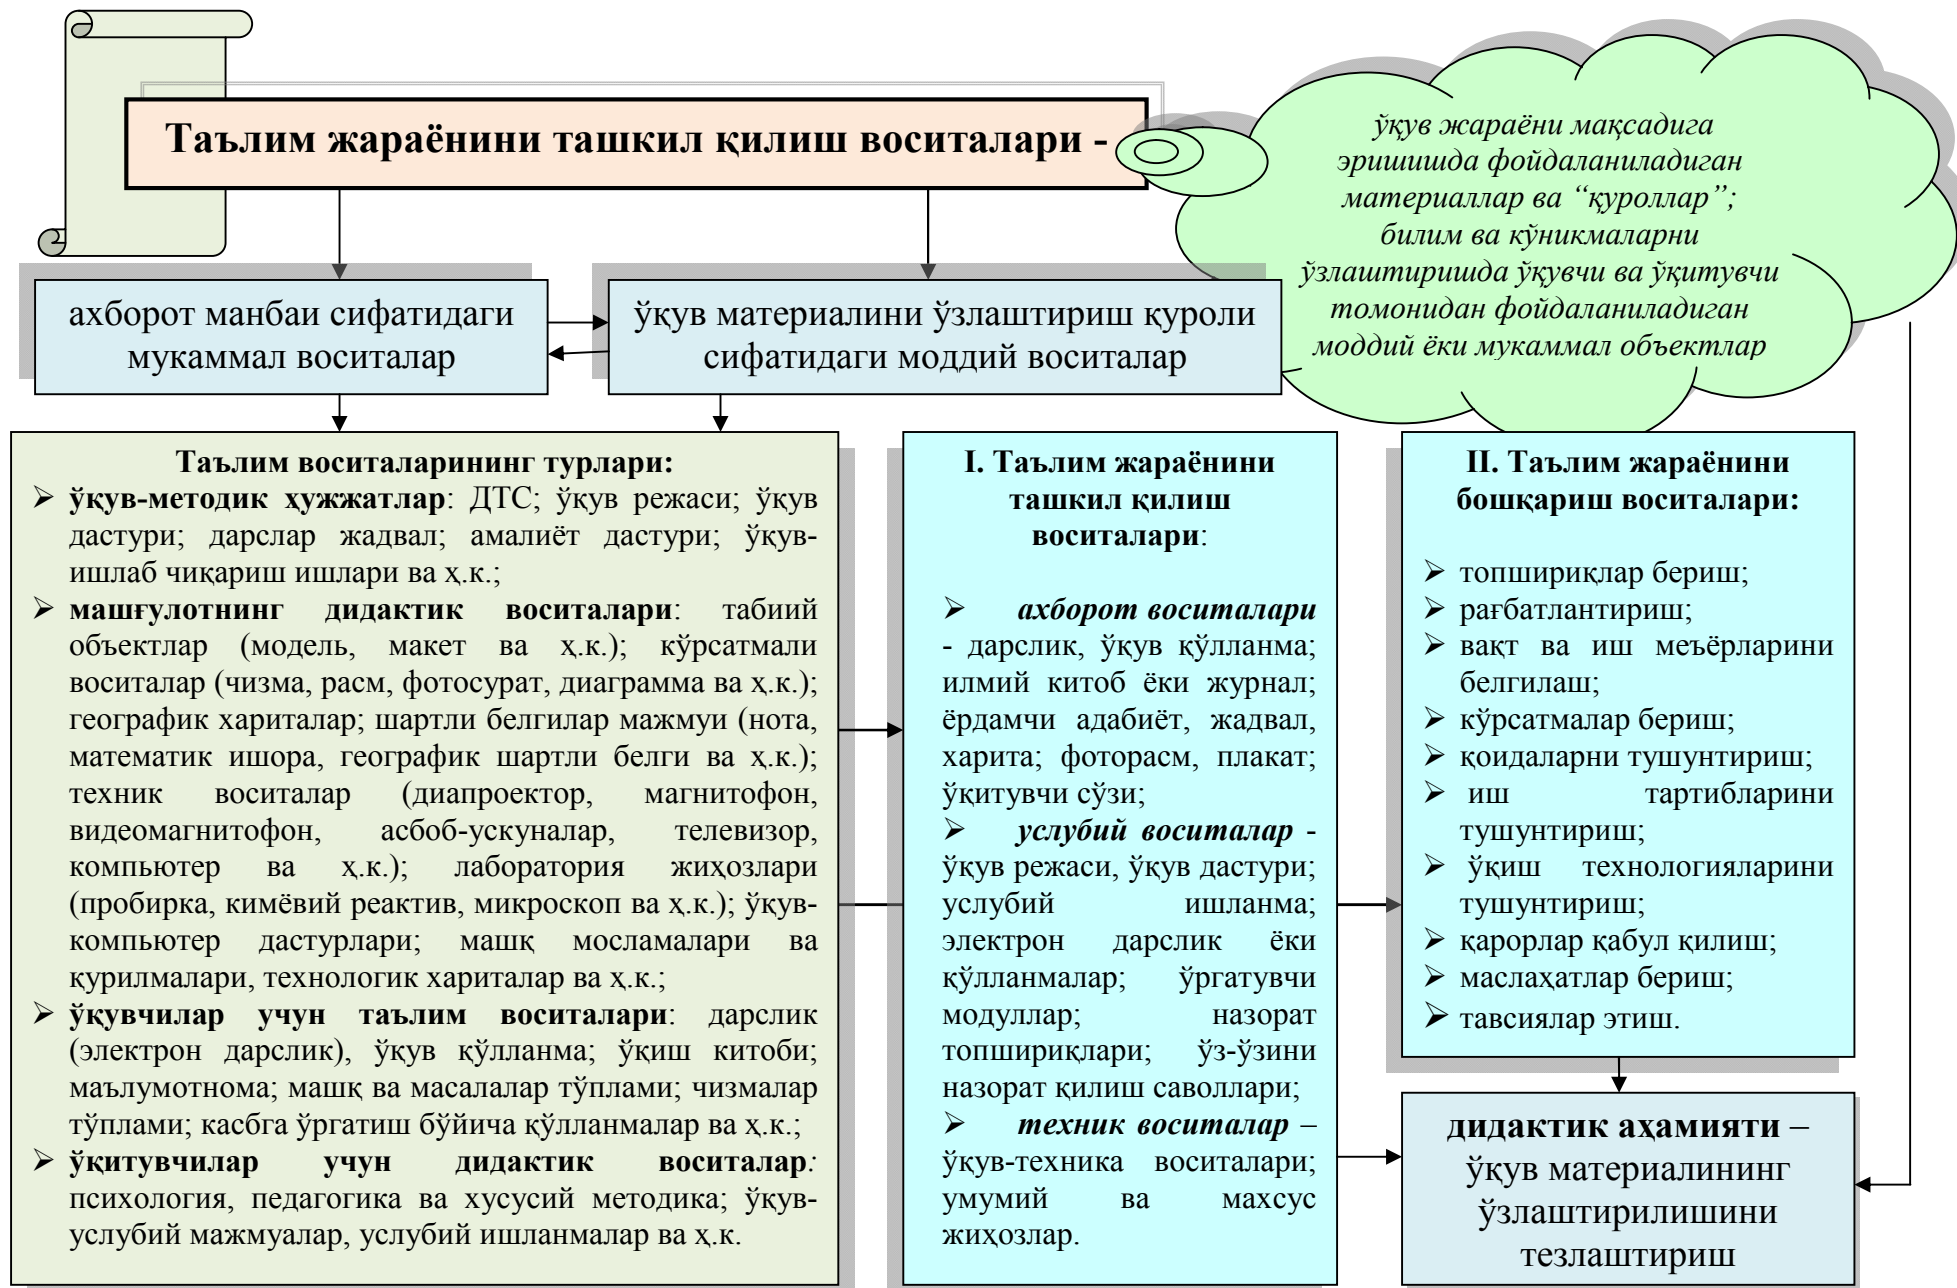 Таълим жараёнини ташкил қилиш воситалари -
ўқув жараёни мақсадига
эришишда фойдаланиладиган
материаллар ва “қуроллар”;
билим ва кўникмаларни
ўзлаштиришда ўқувчи ва ўқитувчи
томонидан фойдаланиладиган
моддий ёки мукаммал объектлар
ахборот манбаи сифатидаги
мукаммал воситалар
ўқув материалини ўзлаштириш қуроли
сифатидаги моддий воситалар
Таълим воситаларининг турлари:
➢ ўқув-методик ҳужжатлар: ДТС; ўқув режаси; ўқув
дастури; дарслар жадвал; амалиёт дастури; ўқув-
ишлаб чиқариш ишлари ва ҳ.к.;
➢ машғулотнинг дидактик воситалари: табиий
объектлар (модель, макет ва ҳ.к.); кўрсатмали
воситалар (чизма, расм, фотосурат, диаграмма ва ҳ.к.);
географик хариталар; шартли белгилар мажмуи (нота,
математик ишора, географик шартли белги ва ҳ.к.);
техник воситалар (диапроектор, магнитофон,
видеомагнитофон, асбоб-ускуналар, телевизор,
компьютер ва ҳ.к.); лаборатория жиҳозлари
(пробирка, кимёвий реактив, микроскоп ва ҳ.к.); ўқув-
компьютер дастурлари; машқ мосламалари ва
қурилмалари, технологик хариталар ва ҳ.к.;
➢ ўқувчилар учун таълим воситалари: дарслик
(электрон дарслик), ўқув қўлланма; ўқиш китоби;
маълумотнома; машқ ва масалалар тўплами; чизмалар
тўплами; касбга ўргатиш бўйича қўлланмалар ва ҳ.к.;
➢ ўқитувчилар учун дидактик воситалар:
психология, педагогика ва хусусий методика; ўқув-
услубий мажмуалар, услубий ишланмалар ва ҳ.к.
I. Таълим жараёнини
ташкил қилиш
воситалари:
➢ ахборот воситалари
- дарслик, ўқув қўлланма;
илмий китоб ёки журнал;
ёрдамчи адабиёт, жадвал,
харита; фоторасм, плакат;
ўқитувчи сўзи;
➢ услубий воситалар -
ўқув режаси, ўқув дастури;
услубий ишланма;
электрон дарслик ёки
қўлланмалар; ўргатувчи
модуллар; назорат
топшириқлари; ўз-ўзини
назорат қилиш саволлари;
➢ техник воситалар –
ўқув-техника воситалари;
умумий ва махсус
жиҳозлар.
II. Таълим жараёнини
бошқариш воситалари:
➢ топшириқлар бериш;
➢ рағбатлантириш;
➢ вақт ва иш меъёрларини
белгилаш;
➢ кўрсатмалар бериш;
➢ қоидаларни тушунтириш;
➢ иш тартибларини
тушунтириш;
➢ ўқиш технологияларини
тушунтириш;
➢ қарорлар қабул қилиш;
➢ маслаҳатлар бериш;
➢ тавсиялар этиш.
дидактик аҳамияти –
ўқув материалининг
ўзлаштирилишини
тезлаштириш